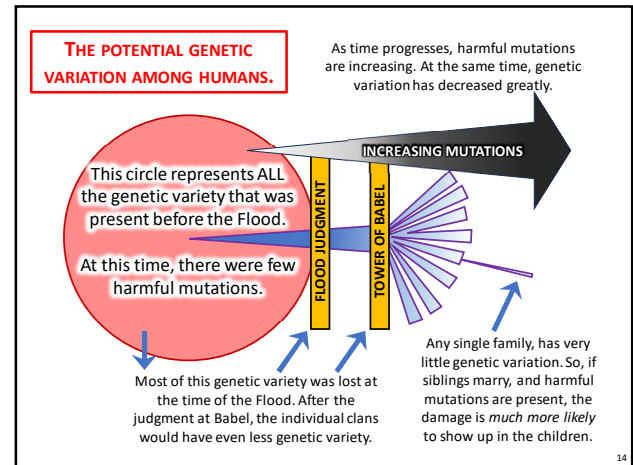 THE POTENTIAL GENETIC
VARIATION AMONG HUMANS.
As time progresses, harmful mutations
are increasing. At the same time, genetic
variation has decreased greatly.
INCREASING MUTATIONS
This circle represents ALL
the genetic variety that was
present before the Flood.
At this time, there were few
harmful mutations.
FLOOD JUDGMENT
TOWER OF BABEL
Most of this genetic variety was lost at
the time of the Flood. After the
judgment at Babel, the individual clans
would have even less genetic variety.
Any single family, has very
little genetic variation. So, if
siblings marry, and harmful
mutations are present, the
damage is much more likely
to show up in the children.
14